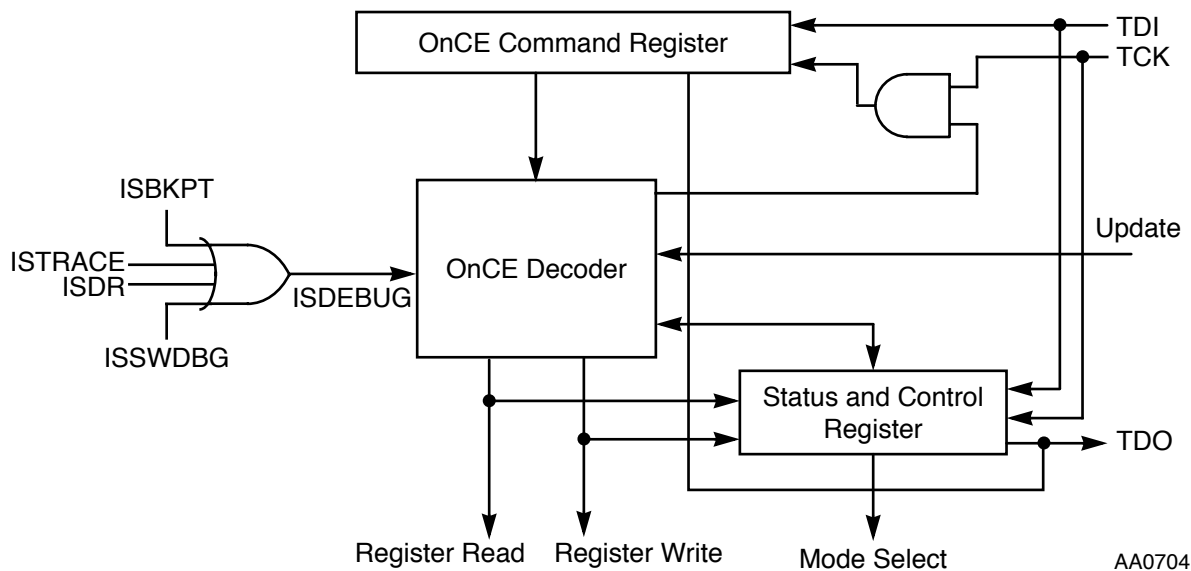 OnCE Command Register
TDI
TCK
ISBKPT
ISTRACE
ISDR
ISSWDBG
ISDEBUG
OnCE Decoder
Update
Status and Control
Register
TDO
Register Read
Register Write
Mode Select
AA0704